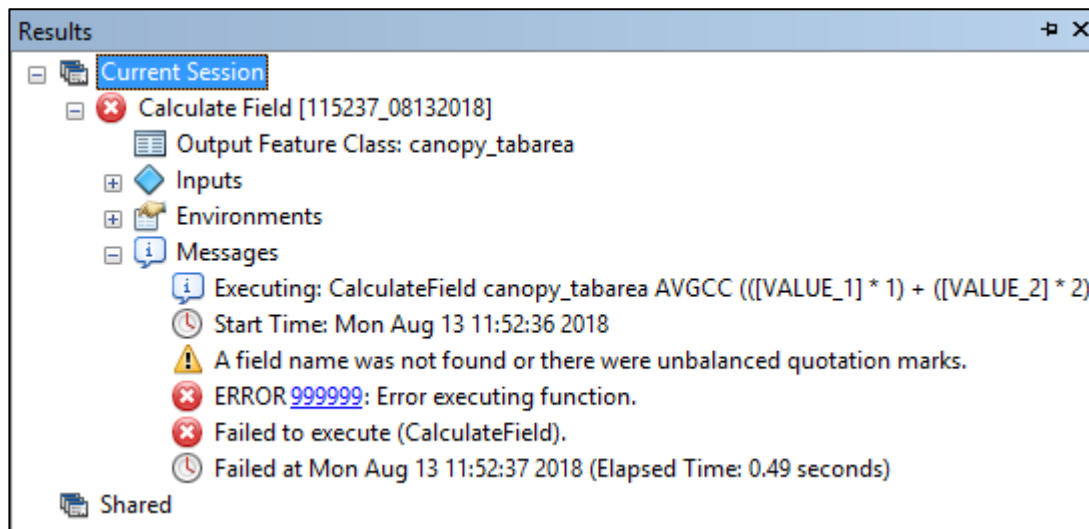 Results
Current Session
Calculate Field [115237_08132018]
Output Feature Class: canopy_tabarea
Inputs
Environments
Messages
Executing: CalculateField canopy_tabarea AVGCC (([VALUE_1] * 1) + ([VALUE_2] * 2)
Start Time: Mon Aug 13 11:52:36 2018
A field name was not found or there were unbalanced quotation marks.
ERROR 999999: Error executing function.
Failed to execute (CalculateField).
Failed at Mon Aug 13 11:52:37 2018 (Elapsed Time: 0.49 seconds)
Shared